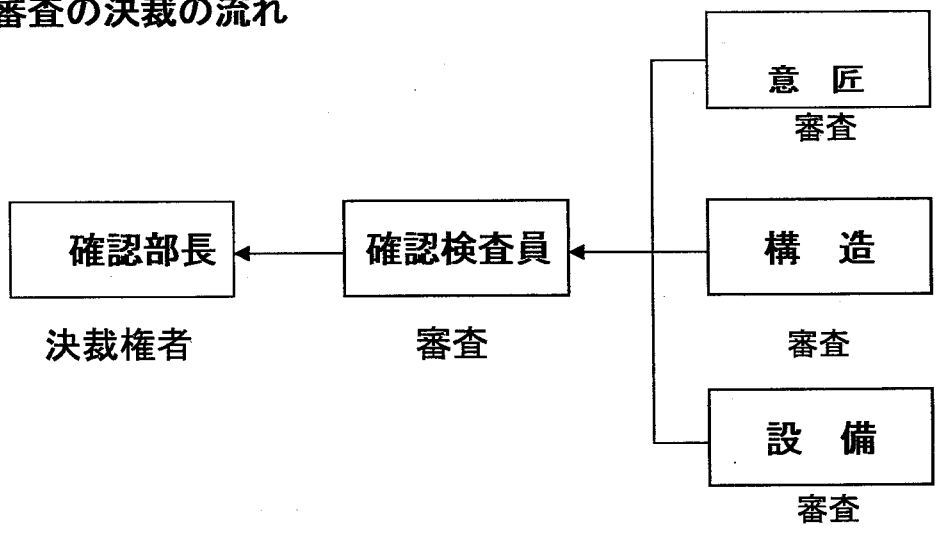 審査の決裁の流れ
意 匠
審査
確認部長
決裁権者
確認検査員
審査
構 造
審査
設 備
審査